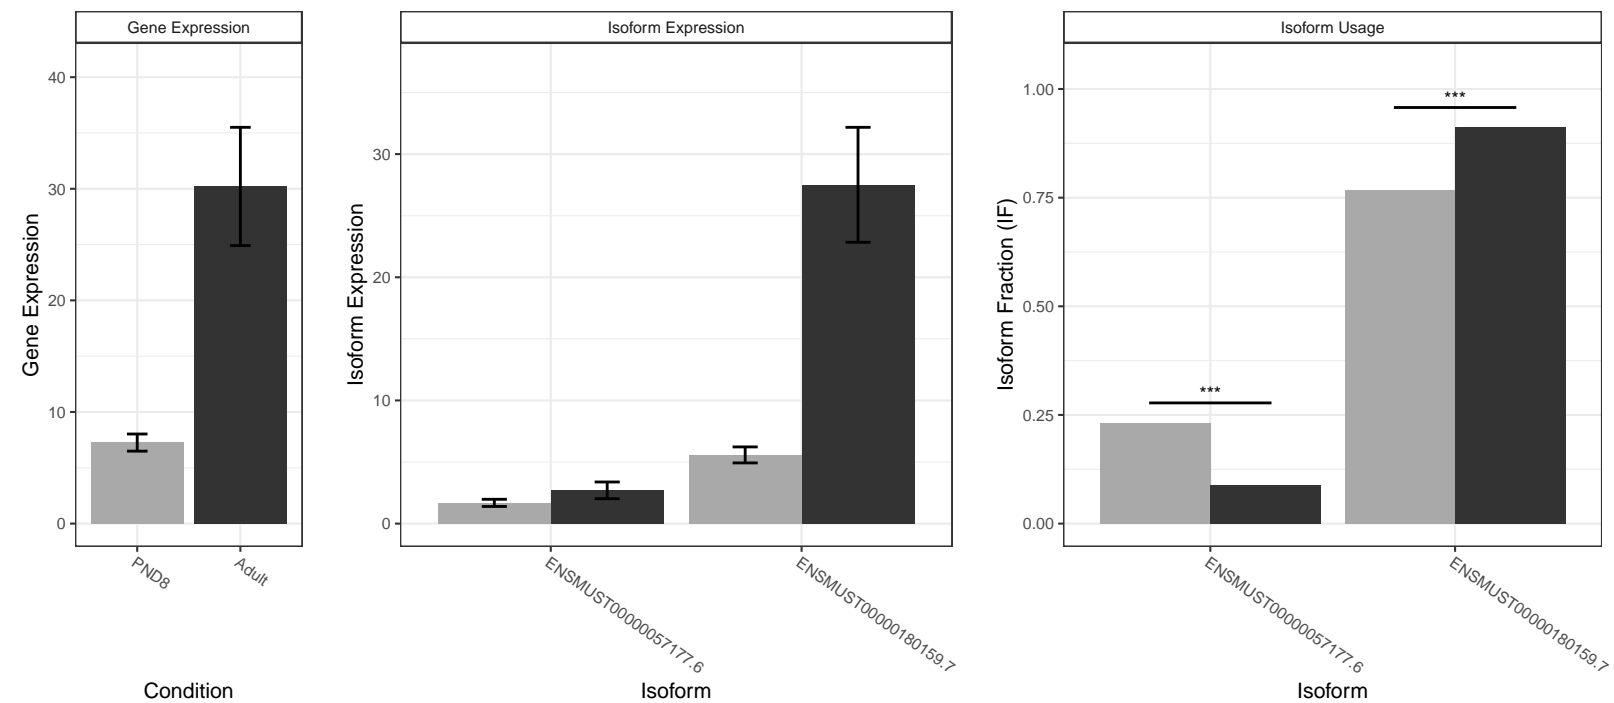 Gene Expression
Gene Expression
40
30
20
10
0
PND8
Adult
Condition
Isoform Expression
Isoform Expression
30
20
10
0
ENSMUST00000057177.6
ENSMUST00000180159.7
Isoform
Isoform Usage
Isoform Fraction (IF)
1.00
0.75
0.50
0.25
0.00
***
***
ENSMUST00000057177.6
ENSMUST00000180159.7
Isoform